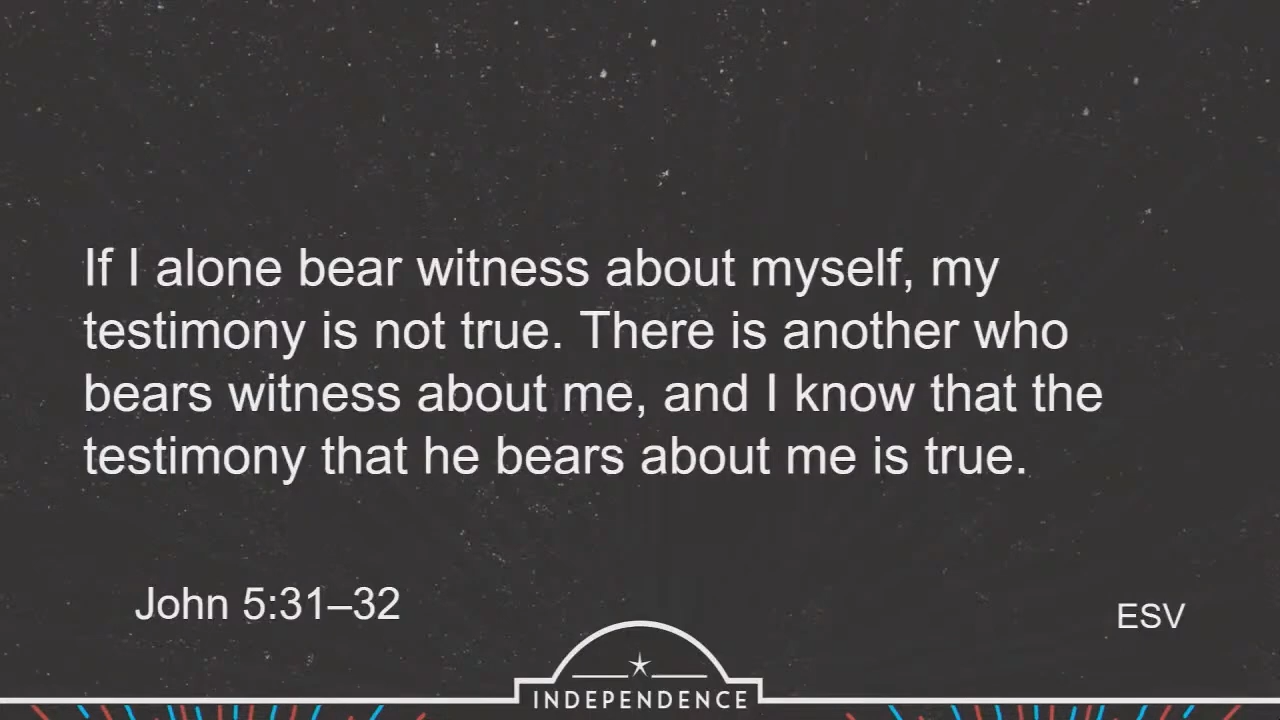 If I alone bear witness about myself, my
testimony is not true. There is another who
bears witness about me, and I know that the
testimony that he bears about me is true.
John 5:31–32
ESV
INDEPENDENCE